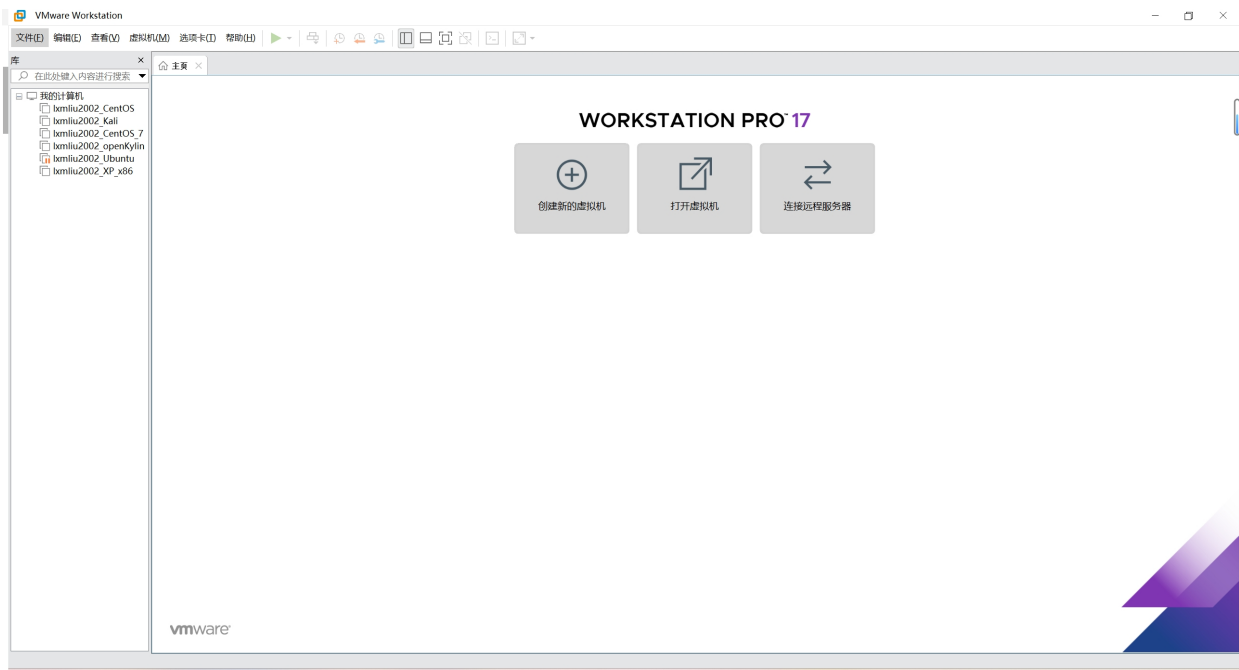 VMware Workstation
文件(F) 编辑(E) 查看(V) 虚拟机(M) 选项卡(T) 帮助(H)
库
在此处键入内容进行搜索
我的计算机
lxmliu2002_CentOS
lxmliu2002_Kali
lxmliu2002_CentOS_7
lxmliu2002_openKylin
lxmliu2002_Ubuntu
lxmliu2002_XP_x86
主页
WORKSTATION PRO™ 17
创建新的虚拟机
打开虚拟机
连接远程服务器
vmware